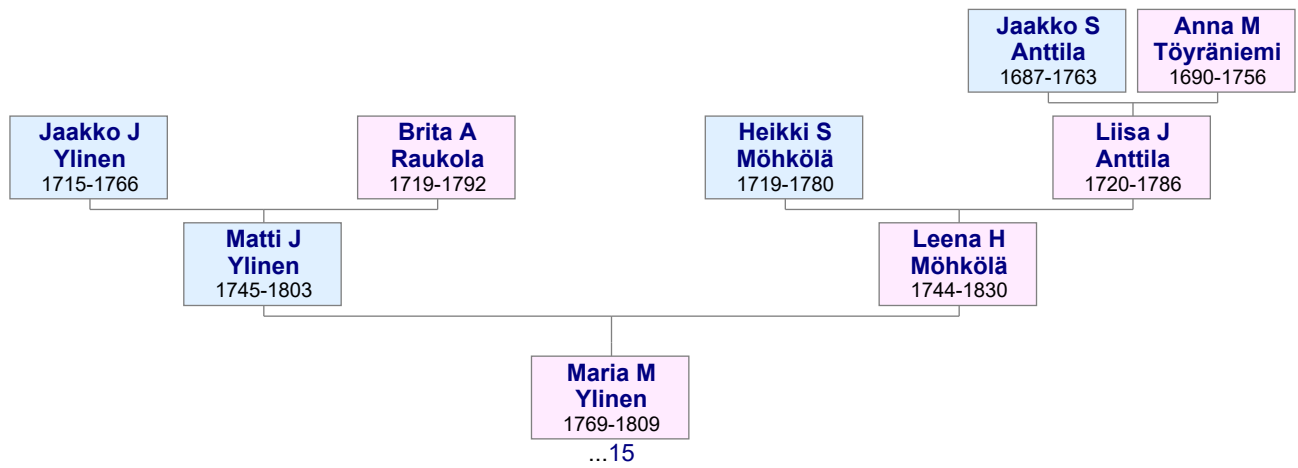 Jaakko S
Anttila
1687-1763
Anna M
Töyräniemi
1690-1756
Jaakko J
Ylinen
1715-1766
Brita A
Raukola
1719-1792
Heikki S
Möhkölä
1719-1780
Liisa J
Anttila
1720-1786
Matti J
Ylinen
1745-1803
Leena H
Möhkölä
1744-1830
Maria M
Ylinen
1769-1809
...15